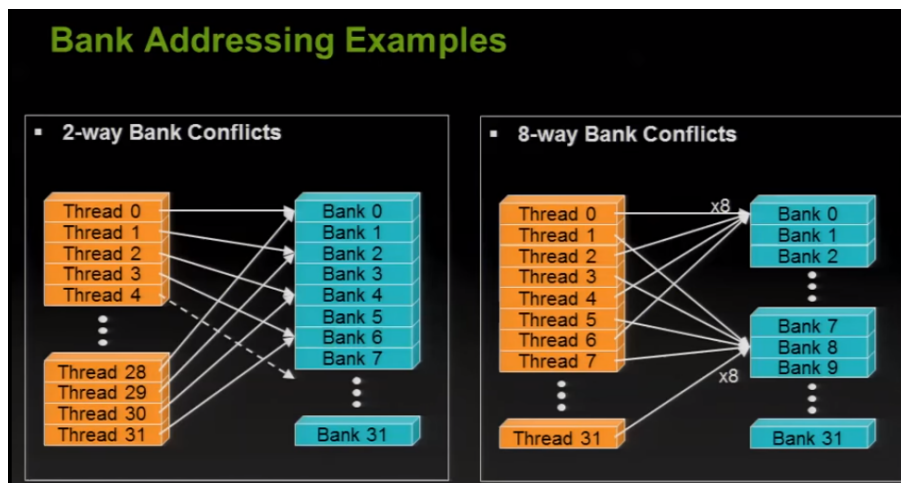 Bank Addressing Examples
▪ 2-way Bank Conflicts
Thread 0
Thread 1
Thread 2
Thread 3
Thread 4
Thread 28
Thread 29
Thread 30
Thread 31
Bank 0
Bank 1
Bank 2
Bank 3
Bank 4
Bank 5
Bank 6
Bank 7
Bank 31
▪ 8-way Bank Conflicts
Thread 0
Thread 1
Thread 2
Thread 3
Thread 4
Thread 5
Thread 6
Thread 7
Thread 31
x8
x8
Bank 0
Bank 1
Bank 2
Bank 7
Bank 8
Bank 9
Bank 31